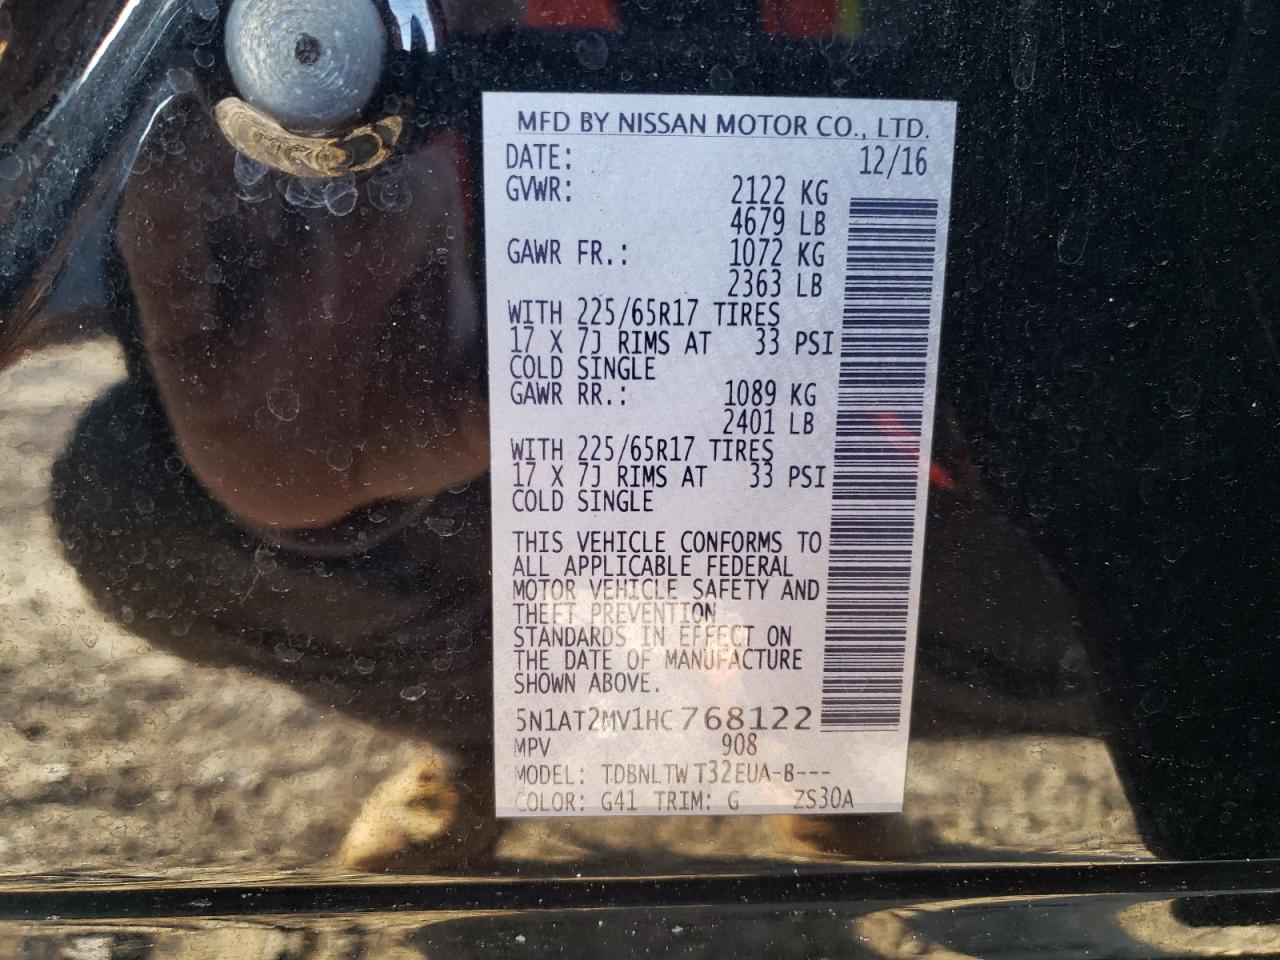 MFD BY NISSAN MOTOR CO., LTD.
DATE: 12/16
GVWR: 2122 KG
4679 LB
GAWR FR.: 1072 KG
2363 LB
WITH 225/65R17 TIRES
17 X 7J RIMS AT 33 PSI
COLD SINGLE
GAWR RR.: 1089 KG
2401 LB
WITH 225/65R17 TIRES
17 X 7J RIMS AT 33 PSI
COLD SINGLE
THIS VEHICLE CONFORMS TO
ALL APPLICABLE FEDERAL
MOTOR VEHICLE SAFETY AND
THEFT PREVENTION
STANDARDS IN EFFECT ON
THE DATE OF MANUFACTURE
SHOWN ABOVE.
5N1AT2MV1HC768122
MPV 908
MODEL: TDBNLTWT32EUA-B---
COLOR: G41 TRIM: G ZS30A